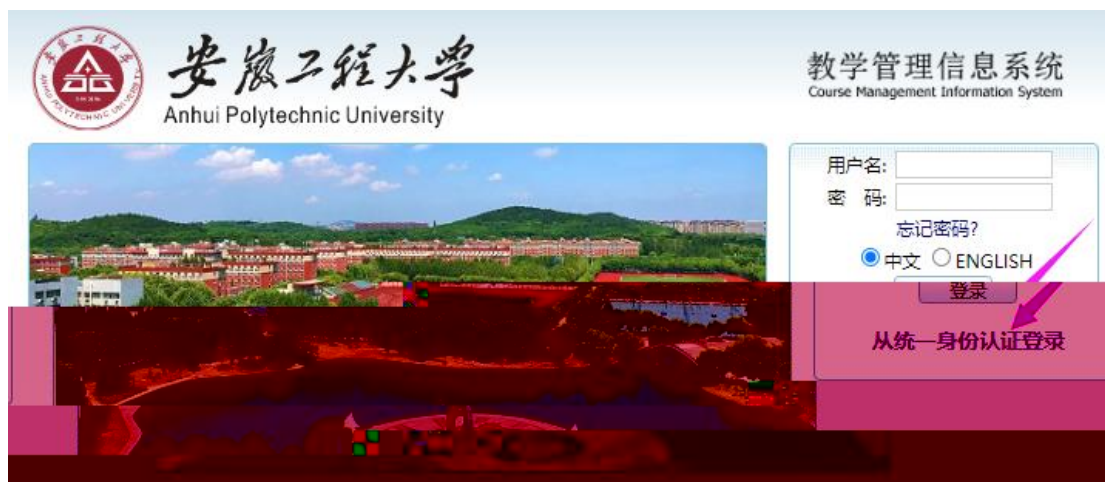 安徽工程大学
Anhui Polytechnic University
教学管理信息系统
Course Management Information System
用户名:
密 码:
忘记密码?
中文 ENGLISH
登录
从统一身份认证登录